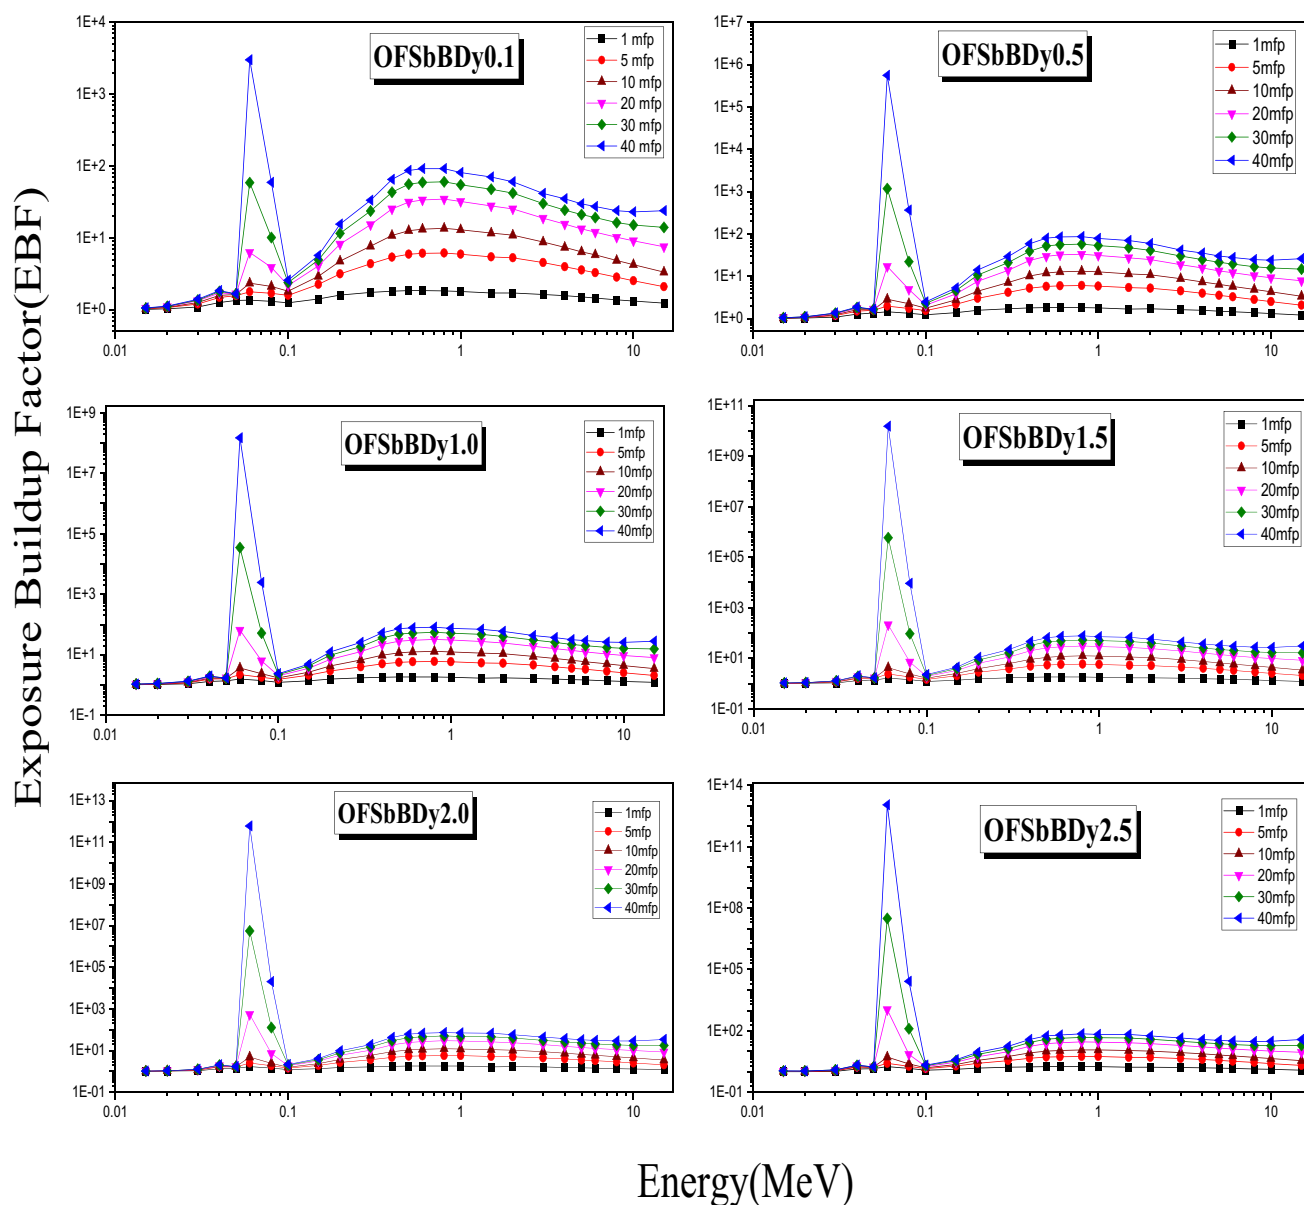 Exposure Buildup Factor(EBF)
OFSbBDy0.1
1 mfp
5 mfp
10 mfp
20 mfp
30 mfp
40 mfp
1E+4
1E+3
1E+2
1E+1
1E+0
0.01
0.1
1
10
OFSbBDy0.5
1mfp
5mfp
10mfp
20mfp
30mfp
40mfp
1E+7
1E+6
1E+5
1E+4
1E+3
1E+2
1E+1
1E+0
0.01
0.1
1
10
OFSbBDy1.0
1mfp
5mfp
10mfp
20mfp
30mfp
40mfp
1E+9
1E+7
1E+5
1E+3
1E+1
1E-1
0.01
0.1
1
10
OFSbBDy1.5
1mfp
5mfp
10mfp
20mfp
30mfp
40mfp
1E+11
1E+09
1E+07
1E+05
1E+03
1E+01
1E-01
0.01
0.1
1
10
OFSbBDy2.0
1mfp
5mfp
10mfp
20mfp
30mfp
40mfp
1E+13
1E+11
1E+09
1E+07
1E+05
1E+03
1E+01
1E-01
0.01
0.1
1
10
OFSbBDy2.5
1mfp
5mfp
10mfp
20mfp
30mfp
40mfp
1E+14
1E+11
1E+08
1E+05
1E+02
1E-01
0.01
0.1
1
10
Energy(MeV)